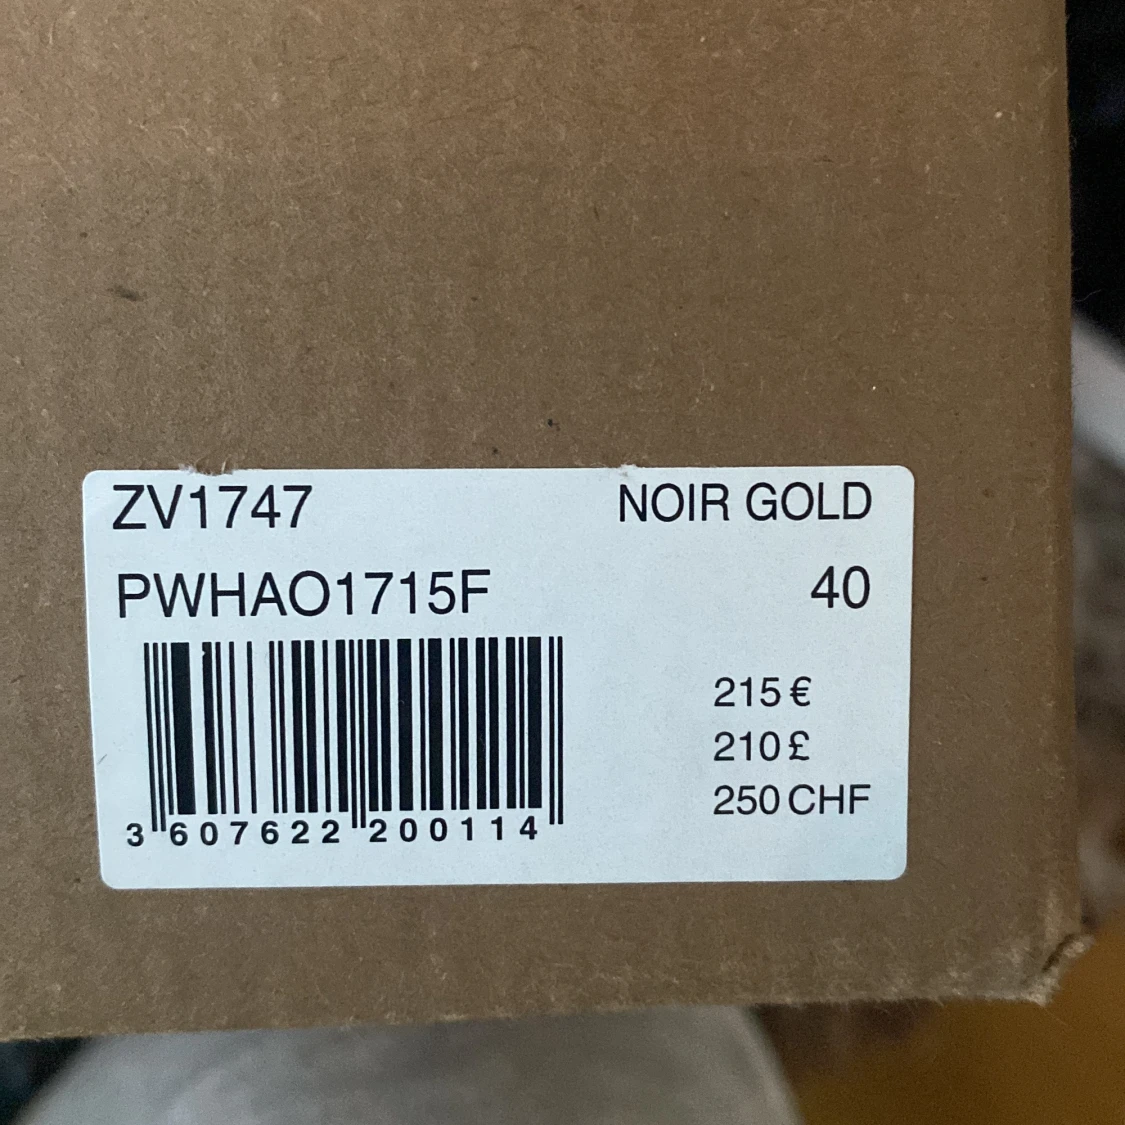 ZV1747 NOIR GOLD
PWHAO1715F 40
215 €
210 £
250 CHF
3 607622 200114